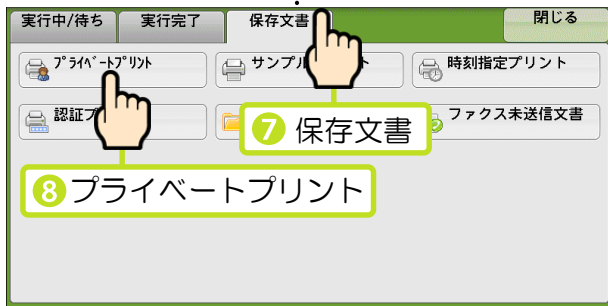 実行中/待ち 実行完了 保存文書 閉じる
ﾌﾟﾗｲﾍﾞｰﾄﾌﾟﾘﾝﾄ サンプル ト 時刻指定プリント
認証プ ファクス未送信文書
7 保存文書
8 プライベートプリント